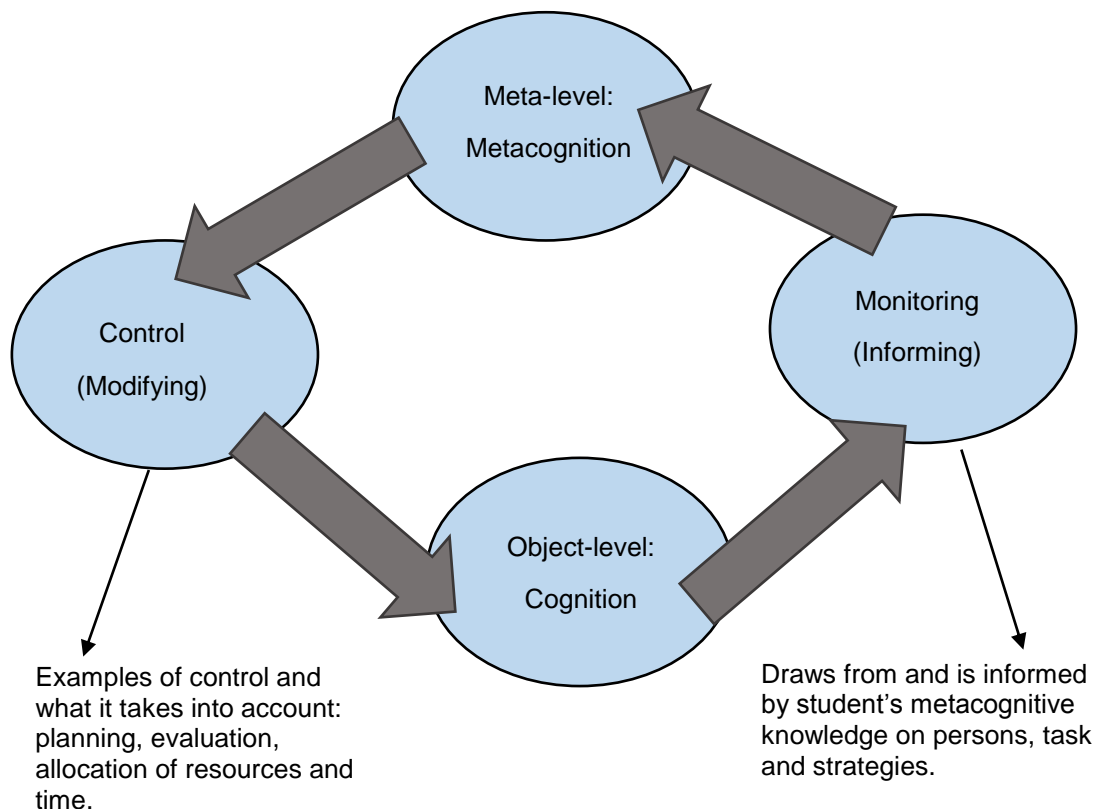 Meta-level:
Metacognition
Control
(Modifying)
Monitoring
(Informing)
Object-level:
Cognition
Examples of control and
what it takes into account:
planning, evaluation,
allocation of resources and
time.
Draws from and is informed
by student’s metacognitive
knowledge on persons, task
and strategies.